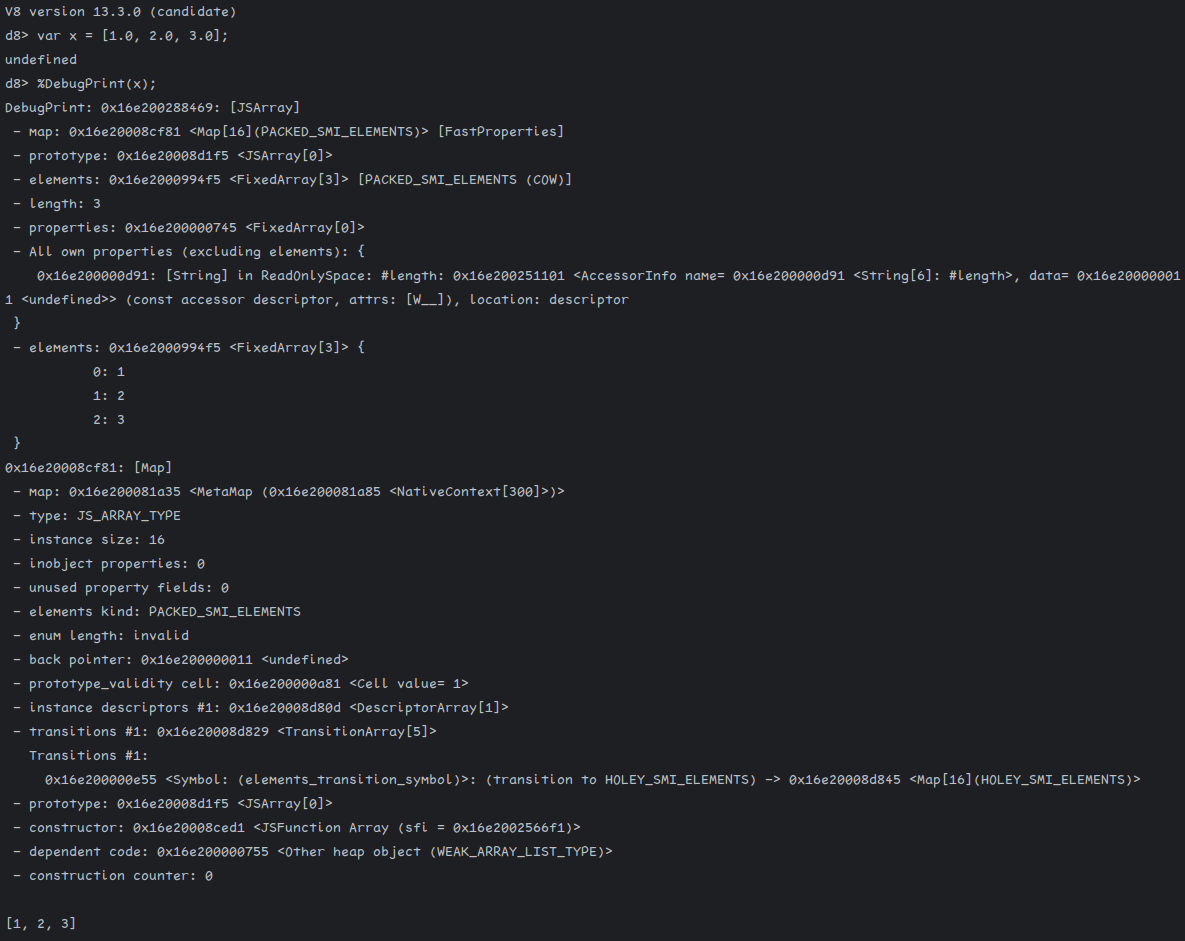 V8 version 13.3.0 (candidate)
d8> var x = [1.0, 2.0, 3.0];
undefined
d8> %DebugPrint(x);
DebugPrint: 0x16e200288469: [JSArray]
 - map: 0x16e20008cf81 <Map[16](PACKED_SMI_ELEMENTS)> [FastProperties]
 - prototype: 0x16e20008d1f5 <JSArray[0]>
 - elements: 0x16e2000994f5 <FixedArray[3]> [PACKED_SMI_ELEMENTS (COW)]
 - length: 3
 - properties: 0x16e200000745 <FixedArray[0]>
 - All own properties (excluding elements): {
    0x16e200000d91: [String] in ReadOnlySpace: #length: 0x16e200251101 <AccessorInfo name= 0x16e200000d91 <String[6]: #length>, data= 0x16e20000001
1 <undefined>> (const accessor descriptor, attrs: [W__]), location: descriptor
 }
 - elements: 0x16e2000994f5 <FixedArray[3]> {
           0: 1
           1: 2
           2: 3
 }
0x16e20008cf81: [Map]
 - map: 0x16e200081a35 <MetaMap (0x16e200081a85 <NativeContext[300]>)>
 - type: JS_ARRAY_TYPE
 - instance size: 16
 - inobject properties: 0
 - unused property fields: 0
 - elements kind: PACKED_SMI_ELEMENTS
 - enum length: invalid
 - back pointer: 0x16e200000011 <undefined>
 - prototype_validity cell: 0x16e200000a81 <Cell value= 1>
 - instance descriptors #1: 0x16e20008d80d <DescriptorArray[1]>
 - transitions #1: 0x16e20008d829 <TransitionArray[5]>
   Transitions #1:
     0x16e200000e55 <Symbol: (elements_transition_symbol)>: (transition to HOLEY_SMI_ELEMENTS) -> 0x16e20008d845 <Map[16](HOLEY_SMI_ELEMENTS)>
 - prototype: 0x16e20008d1f5 <JSArray[0]>
 - constructor: 0x16e20008ced1 <JSFunction Array (sfi = 0x16e2002566f1)>
 - dependent code: 0x16e200000755 <Other heap object (WEAK_ARRAY_LIST_TYPE)>
 - construction counter: 0

[1, 2, 3]